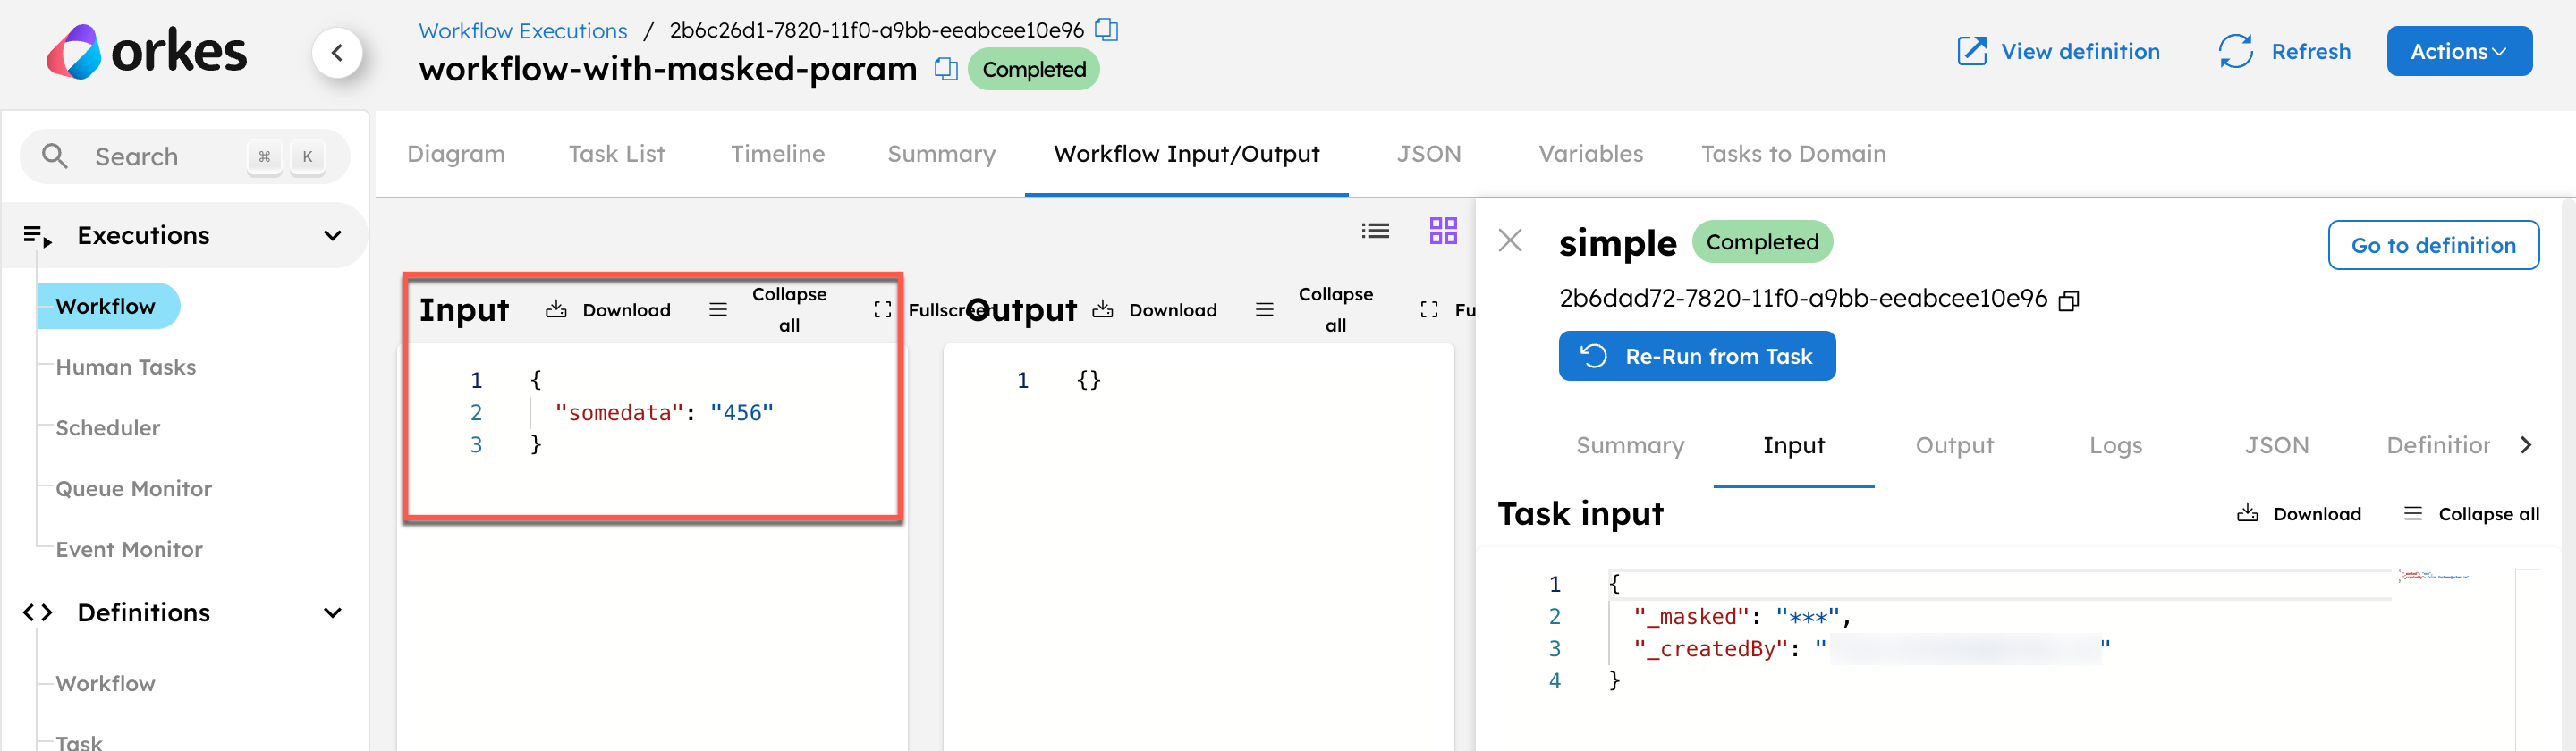 orkes
Workflow Executions / 2b6c26d1-7820-11f0-a9bb-eeabcee10e96
workflow-with-masked-param Completed
View definition
Refresh
Actions
Search ⌘ K
Executions
Workflow
Human Tasks
Scheduler
Queue Monitor
Event Monitor
Definitions
Workflow
Task
Diagram Task List Timeline Summary Workflow Input/Output JSON Variables Tasks to Domain
Input Download Collapse all Fullscreen
1 {
2 "somedata": "456"
3 }
Output Download Collapse all Fu
1 {}
simple Completed
Go to definition
2b6dad72-7820-11f0-a9bb-eeabcee10e96
Re-Run from Task
Summary Input Output Logs JSON Definition
Task input Download Collapse all
1 {
2 "_masked": "***",
3 "_createdBy": " "
4 }